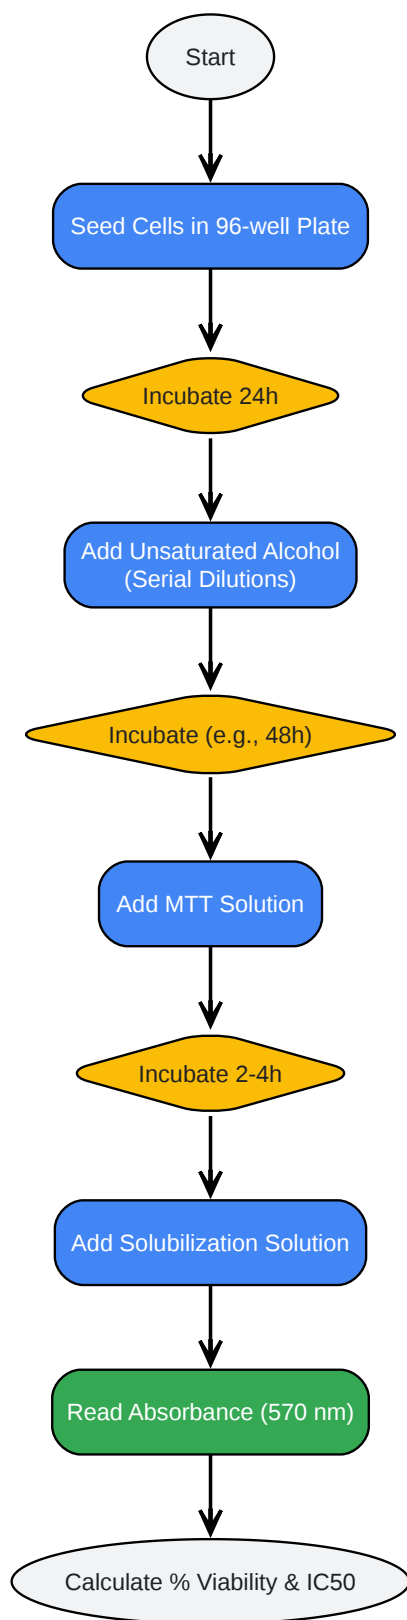 Start
Seed Cells in 96-well Plate
Incubate 24h
Add Unsaturated Alcohol
(Serial Dilutions)
Incubate (e.g., 48h)
Add MTT Solution
Incubate 2-4h
Add Solubilization Solution
Read Absorbance (570 nm)
Calculate % Viability & IC50